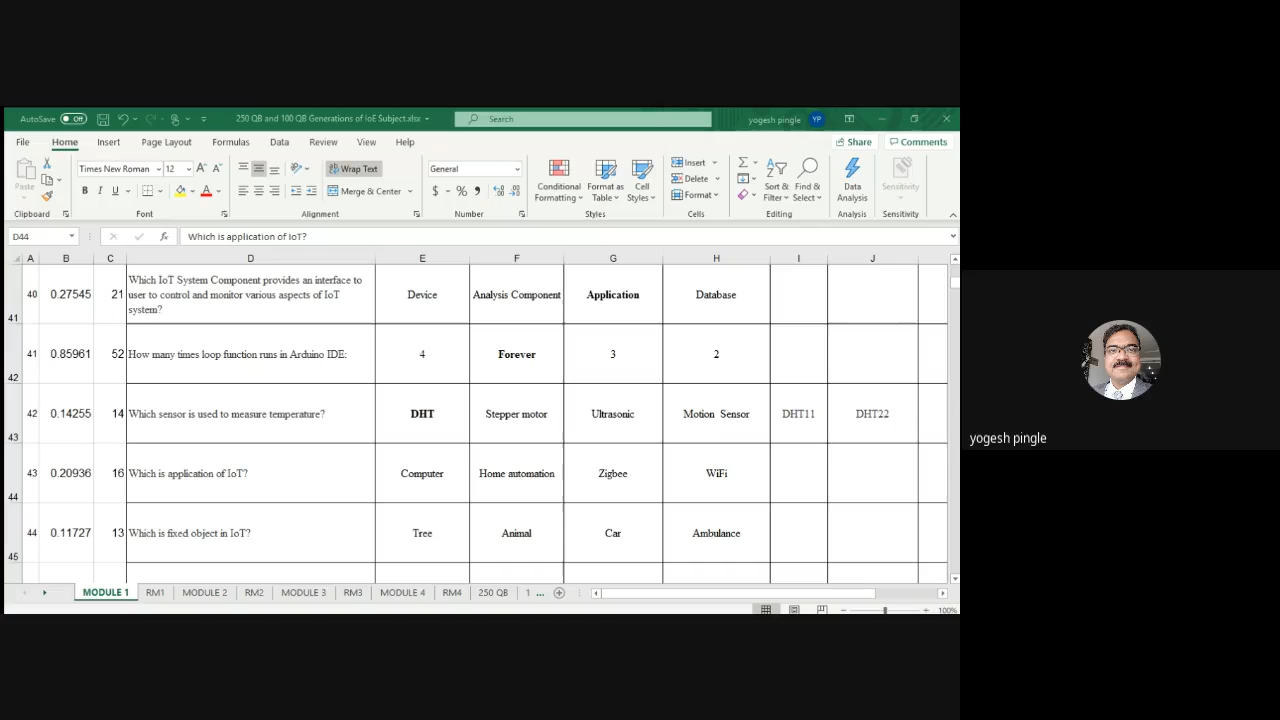 AutoSave Off 250 QB and 100 QB Generations of IoE Subject.xlsx Search yogesh pingle YP
File Home Insert Page Layout Formulas Data Review View Help Share Comments
Paste Times New Roman 12 Wrap Text General Insert
B I U Merge & Center $ % Conditional Formatting Format as Table Cell Styles Delete Format Sort & Filter Find & Select Data Analysis Sensitivity
Clipboard Font Alignment Number Styles Cells Editing Analysis Sensitivity
D44 fx Which is application of IoT?
A B C D E F G H I J
41 40 0.27545 21 Which IoT System Component provides an interface to
user to control and monitor various aspects of IoT
system? Device Analysis Component Application Database
42 41 0.85961 52 How many times loop function runs in Arduino IDE: 4 Forever 3 2
43 42 0.14255 14 Which sensor is used to measure temperature? DHT Stepper motor Ultrasonic Motion Sensor DHT11 DHT22
44 43 0.20936 16 Which is application of IoT? Computer Home automation Zigbee WiFi
45 44 0.11727 13 Which is fixed object in IoT? Tree Animal Car Ambulance
MODULE 1 RM1 MODULE 2 RM2 MODULE 3 RM3 MODULE 4 RM4 250 QB 1 ...
100%
yogesh pingle